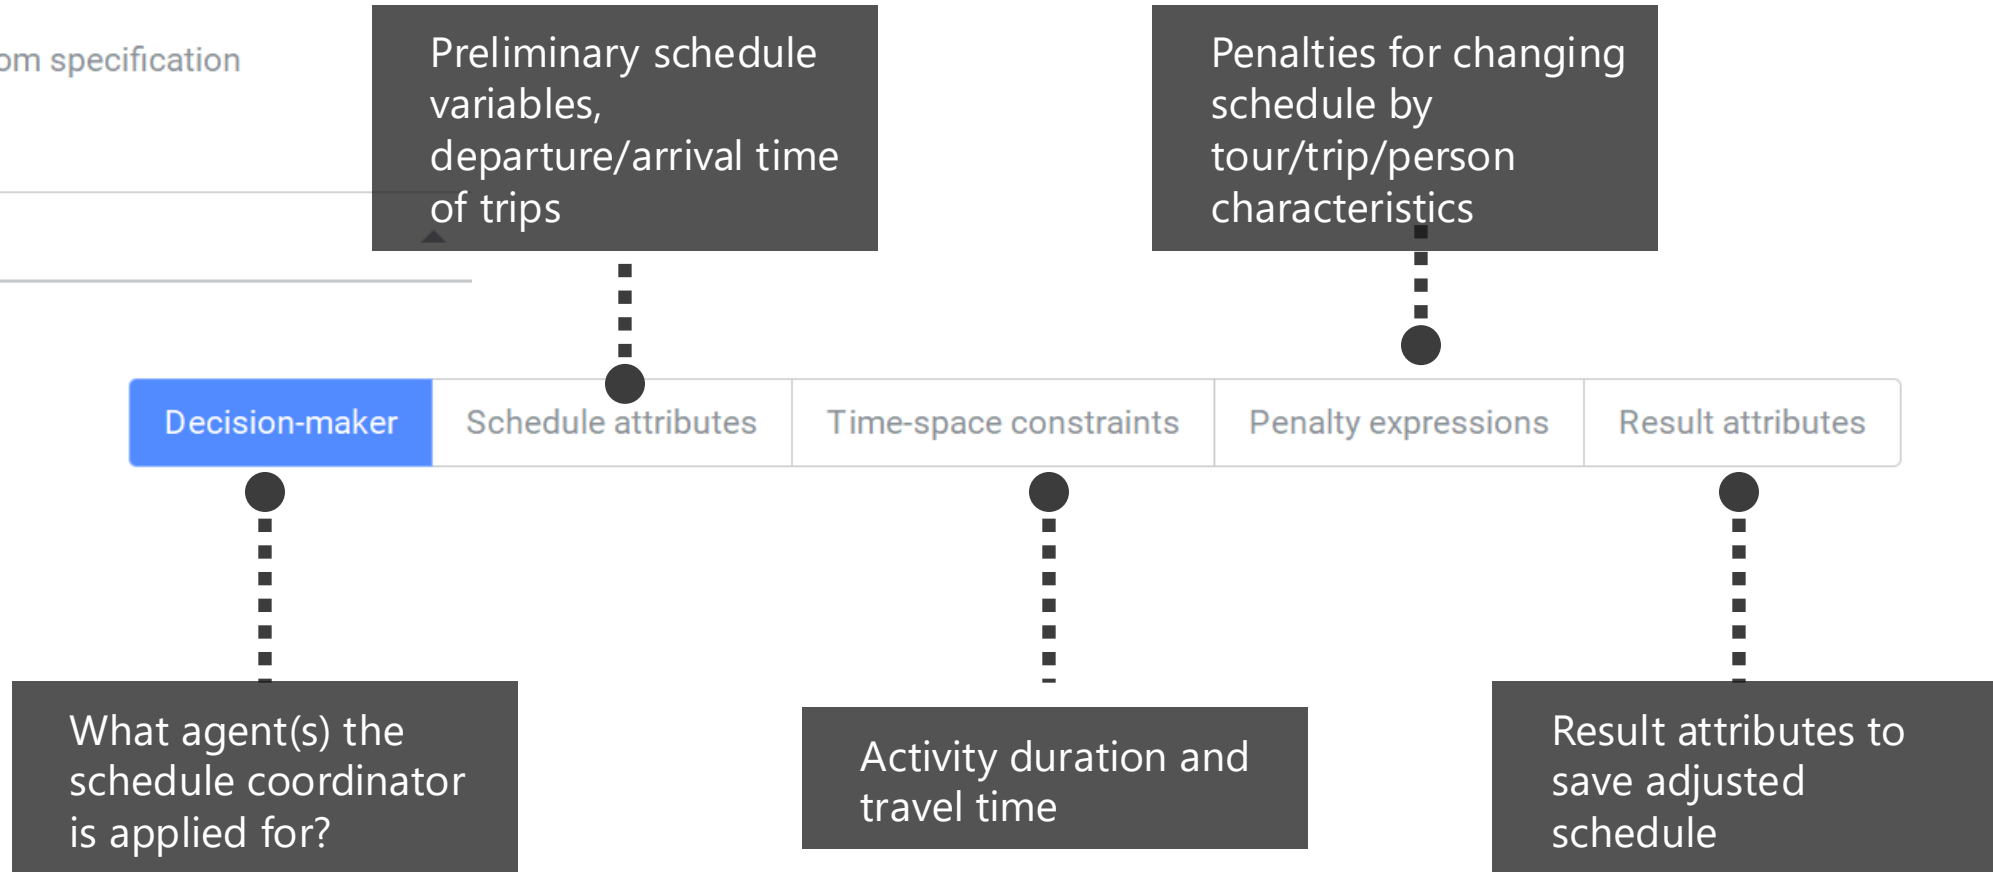 specification
Preliminary schedule
variables,
departure/arrival time
of trips
Penalties for changing
schedule by
tour/trip/person
characteristics
Decision-maker
Schedule attributes
Time-space constraints
Penalty expressions
Result attributes
What agent(s) the
schedule coordinator
is applied for?
Activity duration and
travel time
Result attributes to
save adjusted
schedule